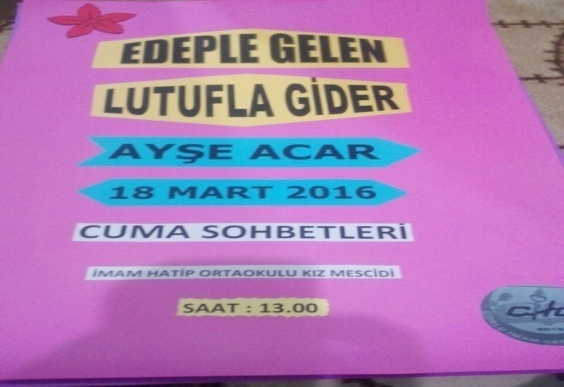 EDEPLE GELEN
LUTUFLA GİDER
AYŞE ACAR
18 MART 2016
CUMA SOHBETLERİ
İMAM HATİP ORTAOKULU KIZ MESCİDİ
SAAT : 13.00